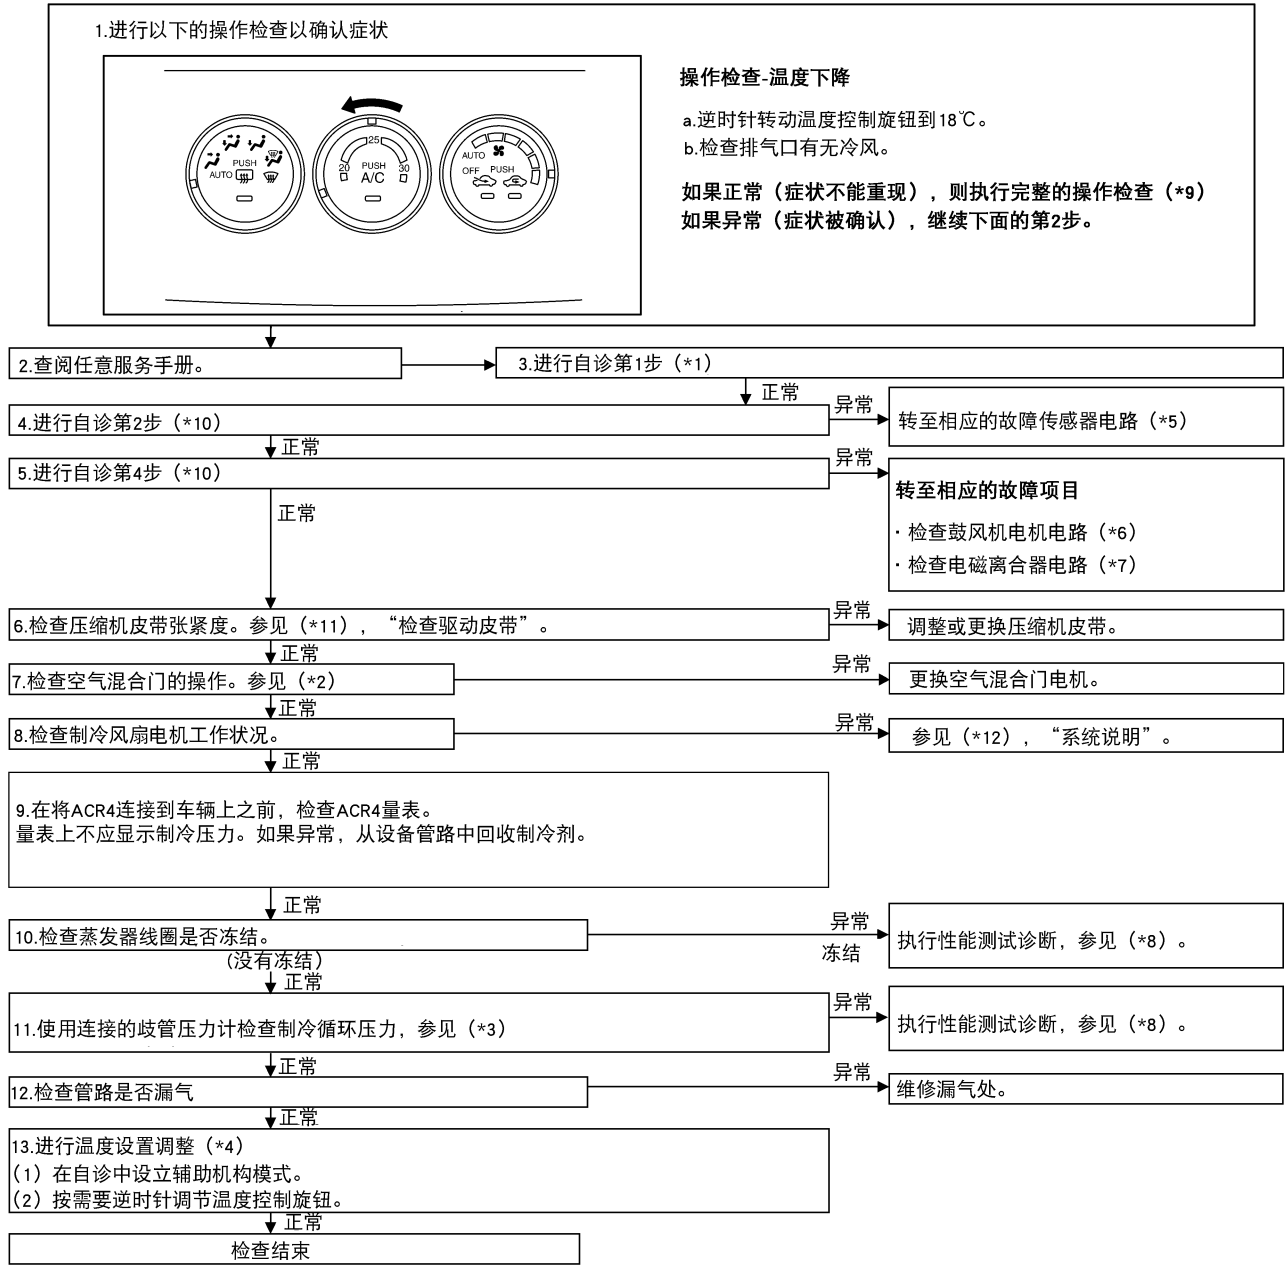 1.进行以下的操作检查以确认症状
操作检查-温度下降
a.逆时针转动温度控制旋钮到18℃。
b.检查排气口有无冷风。
如果正常（症状不能重现），则执行完整的操作检查（*9）
如果异常（症状被确认），继续下面的第2步。
PUSH
AUTO
25
20
PUSH
30
A/C
AUTO
OFF
PUSH
2.查阅任意服务手册。
3.进行自诊第1步（*1）
正常
异常
4.进行自诊第2步（*10）
转至相应的故障传感器电路（*5）
正常
异常
5.进行自诊第4步（*10）
转至相应的故障项目
·检查鼓风机电机电路（*6）
·检查电磁离合器电路（*7）
正常
异常
6.检查压缩机皮带张紧度。参见（*11），“检查驱动皮带”。
调整或更换压缩机皮带。
正常
异常
7.检查空气混合门的操作。参见（*2）
更换空气混合门电机。
正常
异常
8.检查制冷风扇电机工作状况。
参见（*12），“系统说明”。
正常
9.在将ACR4连接到车辆上之前，检查ACR4量表。
量表上不应显示制冷压力。如果异常，从设备管路中回收制冷剂。
正常
异常
10.检查蒸发器线圈是否冻结。
冻结
执行性能测试诊断，参见（*8）。
（没有冻结）
正常
异常
11.使用连接的歧管压力计检查制冷循环压力，参见（*3）
执行性能测试诊断，参见（*8）。
正常
异常
12.检查管路是否漏气
维修漏气处。
正常
13.进行温度设置调整（*4）
（1）在自诊中设立辅助机构模式。
（2）按需要逆时针调节温度控制旋钮。
正常
检查结束